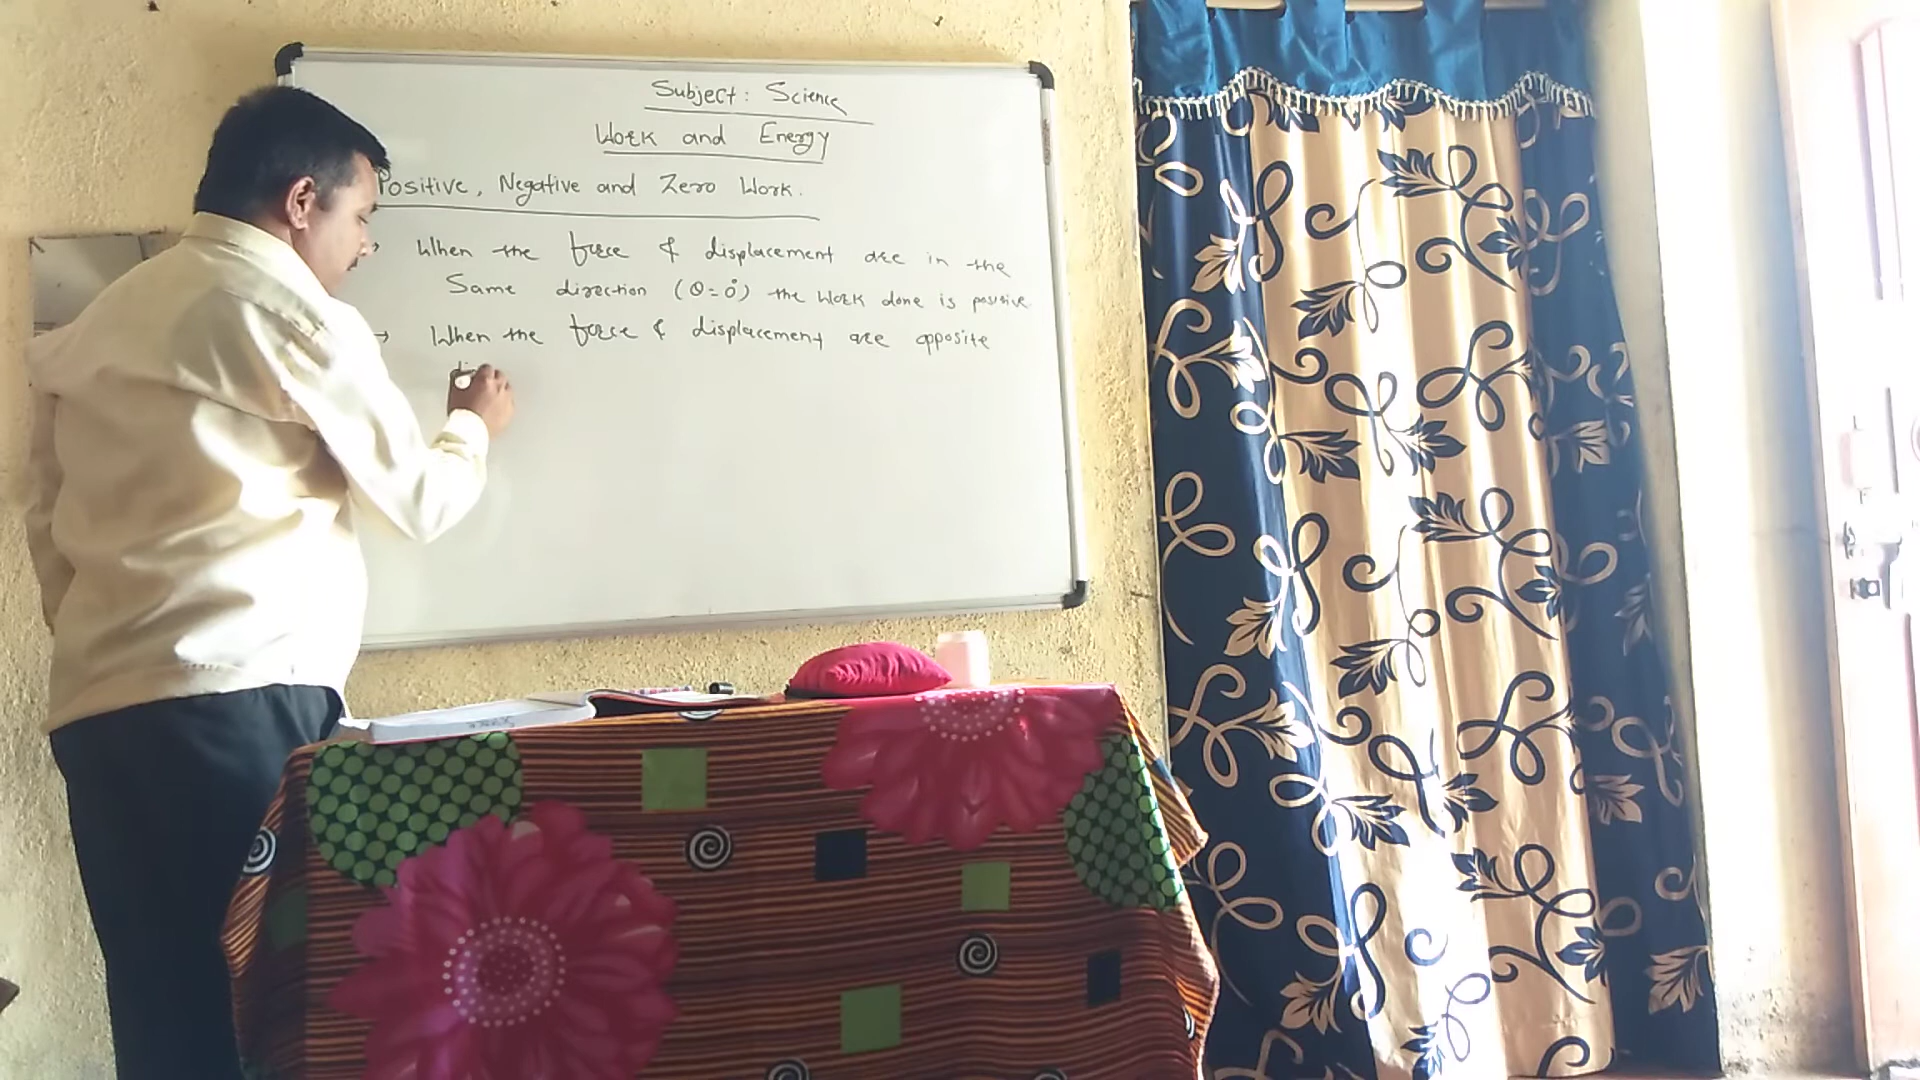 Subject: Science
Work and Energy
Positive, Negative and Zero Work.
→ When the force & displacement are in the
Same direction (θ=0°) the work done is positive
→ When the force & displacement are opposite